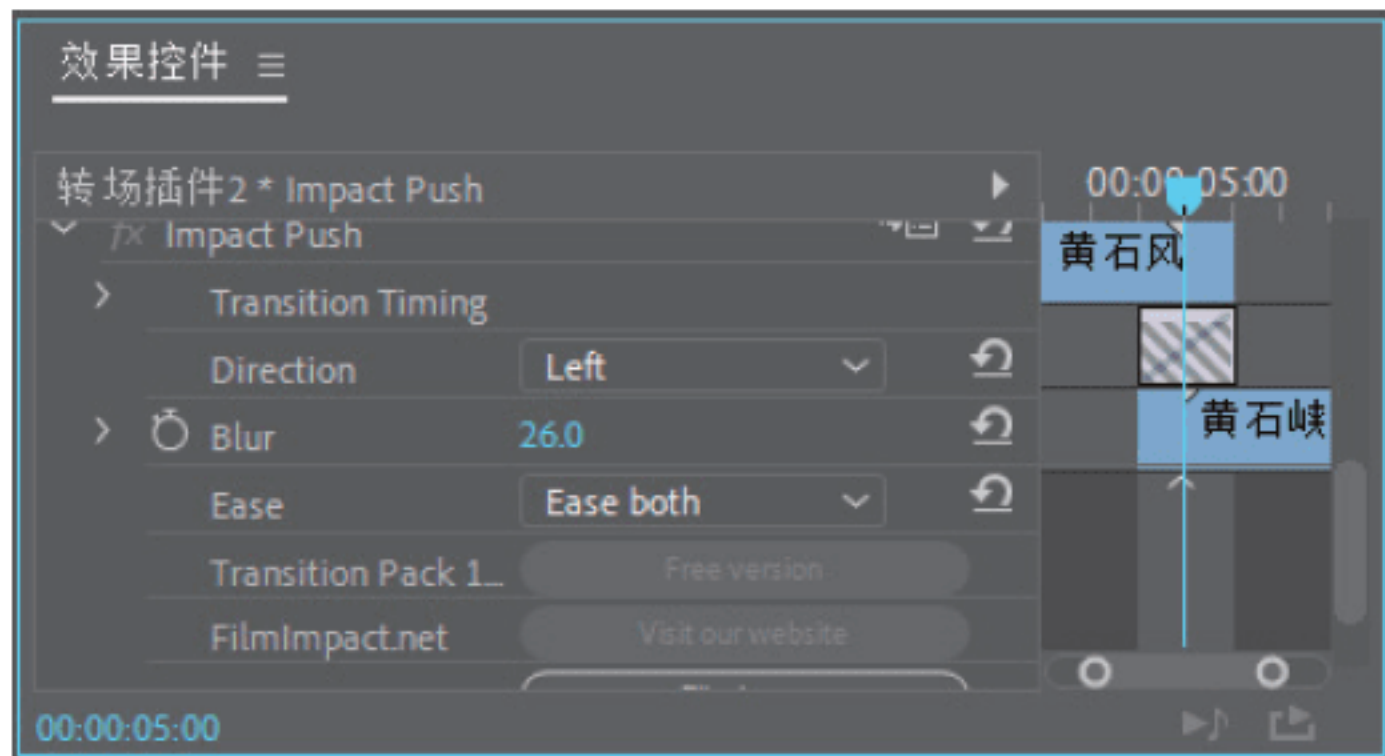 效果控件
转场插件2 * Impact Push
00:00:05:00
fx Impact Push
黄石风
Transition Timing
Direction Left
黄石峡
Blur 26.0
Ease Ease both
Transition Pack 1...
Free version
FilmImpact.net
Visit our website
00:00:05:00